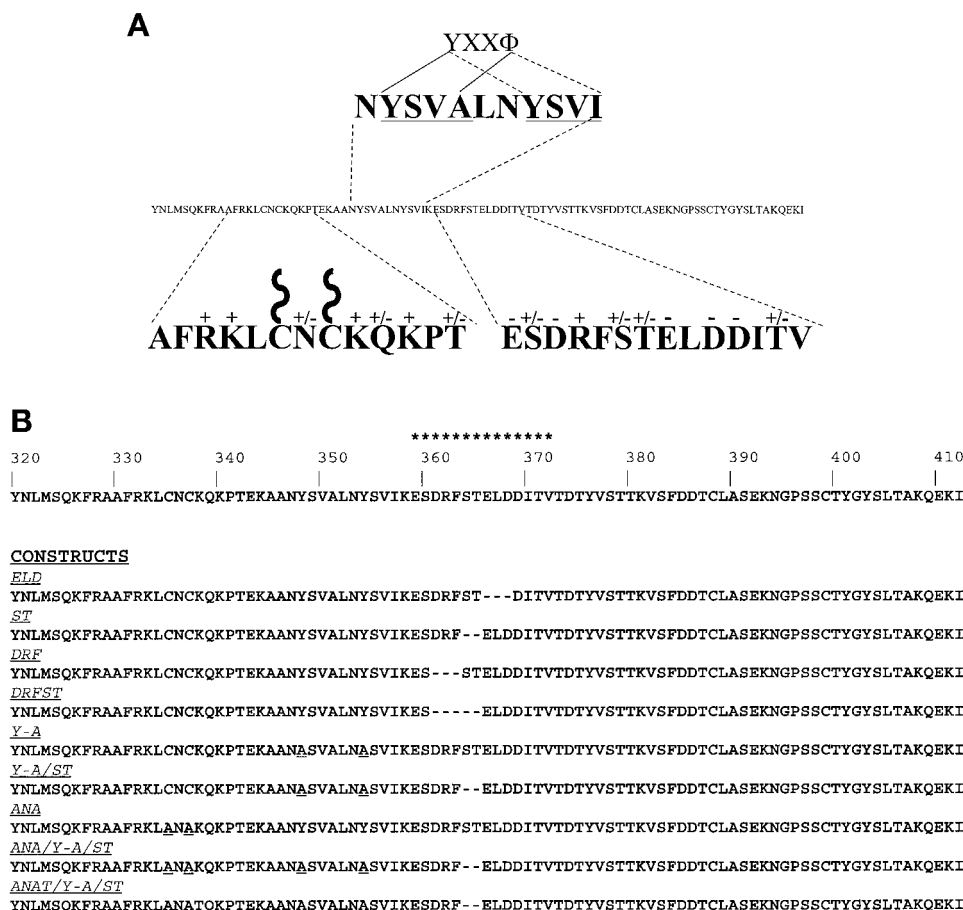 A
YXXΦ
NYSVALNYSVI
YNLMSQKFRAAFRKLCNCKQKPTEKAANYSVALNYSVIKESDRFSTELDDITVTDTYVSTTKVSFDDTCLASEKNGPSSCTYGYSLTAKQEKI
+ + +/- + +/- + +/- - +/- - + +/- +/- - - - +/-
AFRKLCNCKQKPT ESDRFSTELDDITV
B
**************
320 330 340 350 360 370 380 390 400 410
YNLMSQKFRAAFRKLCNCKQKPTEKAANYSVALNYSVIKESDRFSTELDDITVTDTYVSTTKVSFDDTCLASEKNGPSSCTYGYSLTAKQEKI
CONSTRUCTS
ELD
YNLMSQKFRAAFRKLCNCKQKPTEKAANYSVALNYSVIKESDRFST---DITVTDTYVSTTKVSFDDTCLASEKNGPSSCTYGYSLTAKQEKI
ST
YNLMSQKFRAAFRKLCNCKQKPTEKAANYSVALNYSVIKESDRF--ELDDITVTDTYVSTTKVSFDDTCLASEKNGPSSCTYGYSLTAKQEKI
DRF
YNLMSQKFRAAFRKLCNCKQKPTEKAANYSVALNYSVIKES---STELDDITVTDTYVSTTKVSFDDTCLASEKNGPSSCTYGYSLTAKQEKI
DRFST
YNLMSQKFRAAFRKLCNCKQKPTEKAANYSVALNYSVIKES-----ELDDITVTDTYVSTTKVSFDDTCLASEKNGPSSCTYGYSLTAKQEKI
Y-A
YNLMSQKFRAAFRKLCNCKQKPTEKAANASVALNASVIKESDRFSTELDDITVTDTYVSTTKVSFDDTCLASEKNGPSSCTYGYSLTAKQEKI
Y-A/ST
YNLMSQKFRAAFRKLCNCKQKPTEKAANASVALNASVIKESDRF--ELDDITVTDTYVSTTKVSFDDTCLASEKNGPSSCTYGYSLTAKQEKI
ANA
YNLMSQKFRAAFRKLANAKQKPTEKAANYSVALNYSVIKESDRFSTELDDITVTDTYVSTTKVSFDDTCLASEKNGPSSCTYGYSLTAKQEKI
ANA/Y-A/ST
YNLMSQKFRAAFRKLANAKQKPTEKAANASVALNASVIKESDRF--ELDDITVTDTYVSTTKVSFDDTCLASEKNGPSSCTYGYSLTAKQEKI
ANAT/Y-A/ST
YNLMSQKFRAAFRKLANATQKPTEKAANASVALNASVIKESDRF--ELDDITVTDTYVSTTKVSFDDTCLASEKNGPSSCTYGYSLTAKQEKI